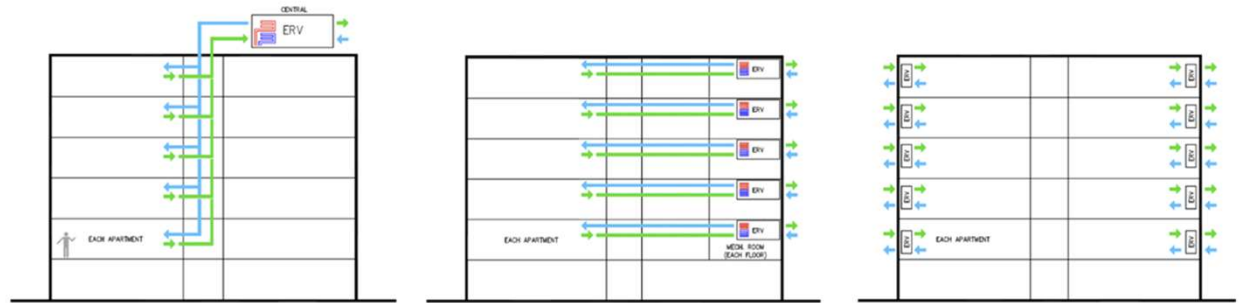 CENTRAL
ERV
EACH APARTMENT
ERV
ERV
ERV
ERV
ERV
EACH APARTMENT
MECH. ROOM
(EACH FLOOR)
ERV
ERV
ERV
ERV
ERV
ERV
ERV
ERV
ERV
EACH APARTMENT
ERV